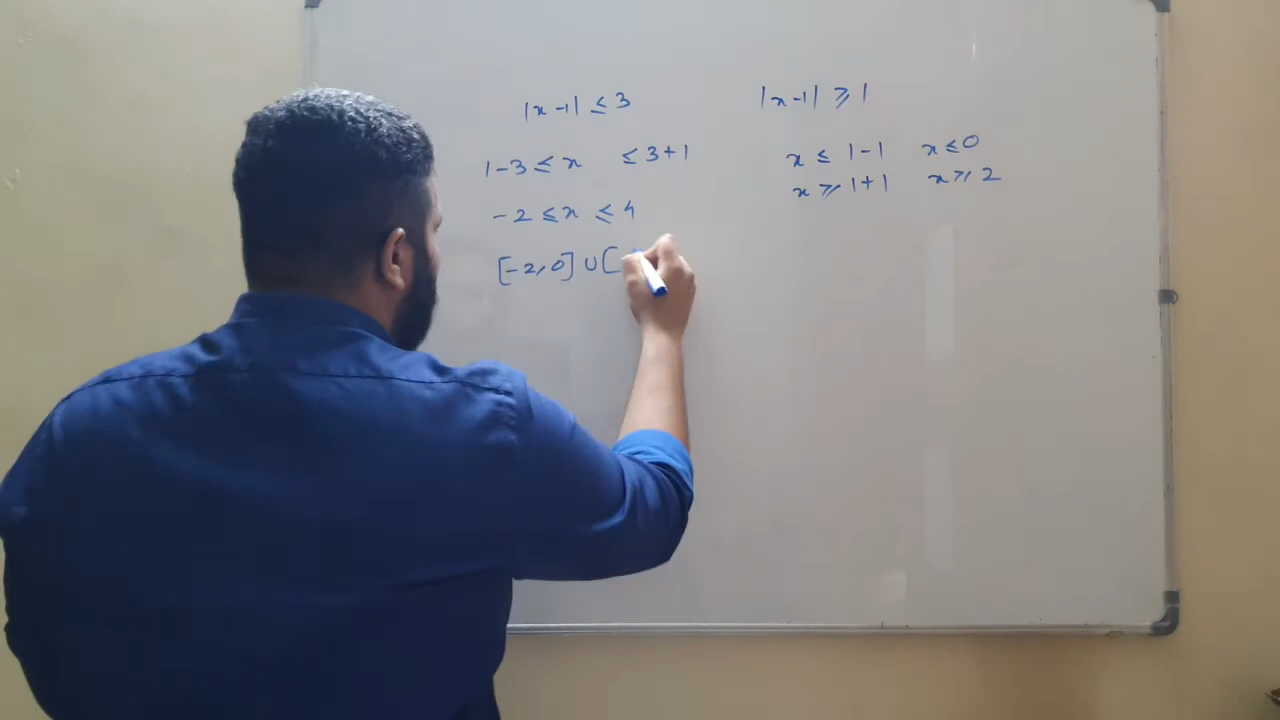 |x-1| ≤ 3
1-3 ≤ x ≤ 3+1
-2 ≤ x ≤ 4
[-2,0] ∪ [
|x-1| ≥ 1
x ≤ 1-1 x ≤ 0
x ≥ 1+1 x ≥ 2